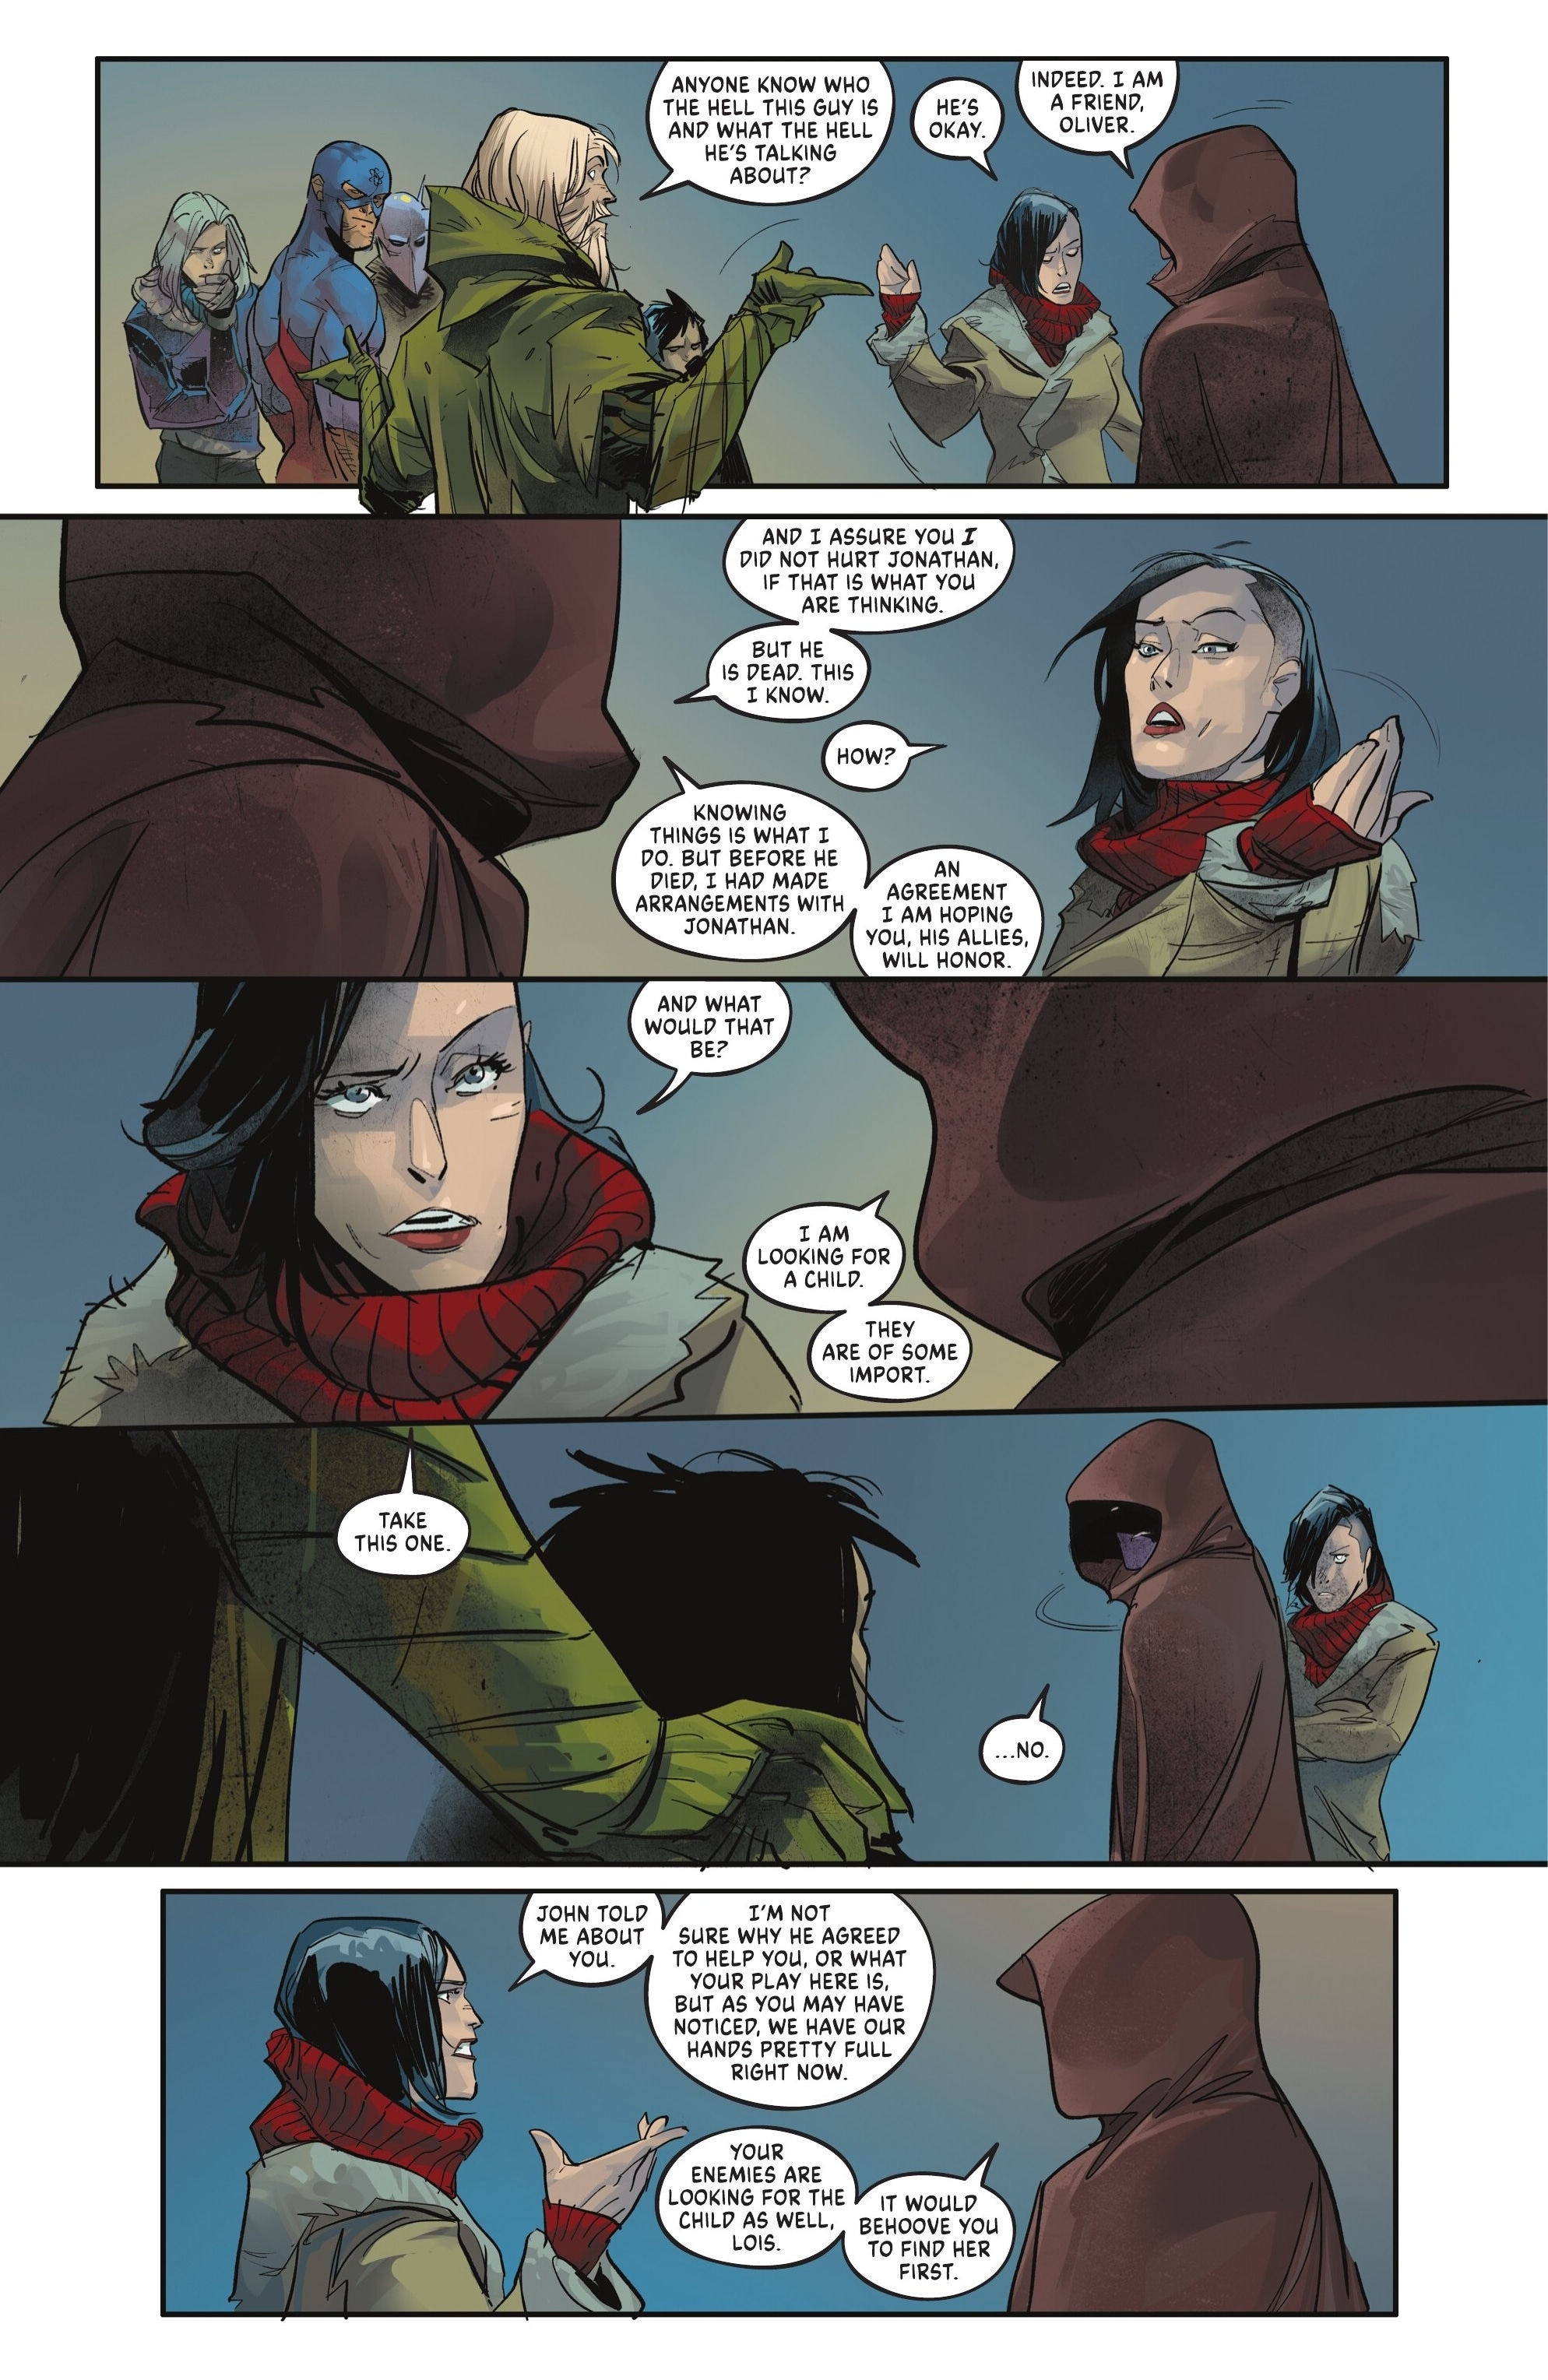 ANYONE KNOW WHO
THE HELL THIS GUY IS
AND WHAT THE HELL
HE'S TALKING
ABOUT?
HE'S
OKAY.
INDEED. I AM
A FRIEND,
OLIVER.
AND I ASSURE YOU I
DID NOT HURT JONATHAN,
IF THAT IS WHAT YOU
ARE THINKING.
BUT HE
IS DEAD. THIS
I KNOW.
HOW?
KNOWING
THINGS IS WHAT I
DO. BUT BEFORE HE
DIED, I HAD MADE
ARRANGEMENTS WITH
JONATHAN.
AN
AGREEMENT
I AM HOPING
YOU, HIS ALLIES,
WILL HONOR.
AND WHAT
WOULD THAT
BE?
I AM
LOOKING FOR
A CHILD.
THEY
ARE OF SOME
IMPORT.
TAKE
THIS ONE.
...NO.
JOHN TOLD
ME ABOUT
YOU.
I'M NOT
SURE WHY HE AGREED
TO HELP YOU, OR WHAT
YOUR PLAY HERE IS,
BUT AS YOU MAY HAVE
NOTICED, WE HAVE OUR
HANDS PRETTY FULL
RIGHT NOW.
YOUR
ENEMIES ARE
LOOKING FOR THE
CHILD AS WELL,
LOIS.
IT WOULD
BEHOOVE YOU
TO FIND HER
FIRST.